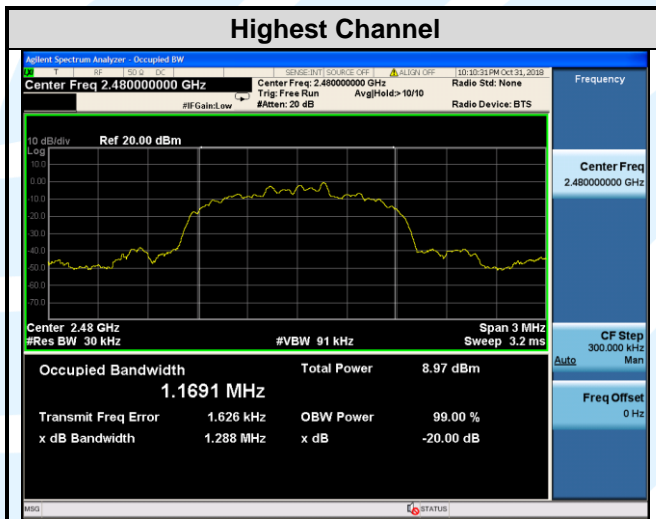 Highest Channel
Agilent Spectrum Analyzer - Occupied BW
T RF 50 Ω DC SENSE:INT SOURCE OFF ALIGN OFF 10:10:31 PM Oct 31, 2018
Center Freq 2.480000000 GHz Center Freq: 2.480000000 GHz Radio Std: None Frequency
Trig: Free Run Avg|Hold:> 10/10
#IFGain:Low #Atten: 20 dB Radio Device: BTS
10 dB/div Ref 20.00 dBm
Log
10.0
0.00
-10.0
-20.0
-30.0
-40.0
-50.0
-60.0
-70.0
Center Freq
2.480000000 GHz
Center 2.48 GHz Span 3 MHz
#Res BW 30 kHz #VBW 91 kHz Sweep 3.2 ms
CF Step
300.000 kHz
Auto Man
Occupied Bandwidth Total Power 8.97 dBm
1.1691 MHz
Freq Offset
0 Hz
Transmit Freq Error 1.626 kHz OBW Power 99.00 %
x dB Bandwidth 1.288 MHz x dB -20.00 dB
MSG STATUS